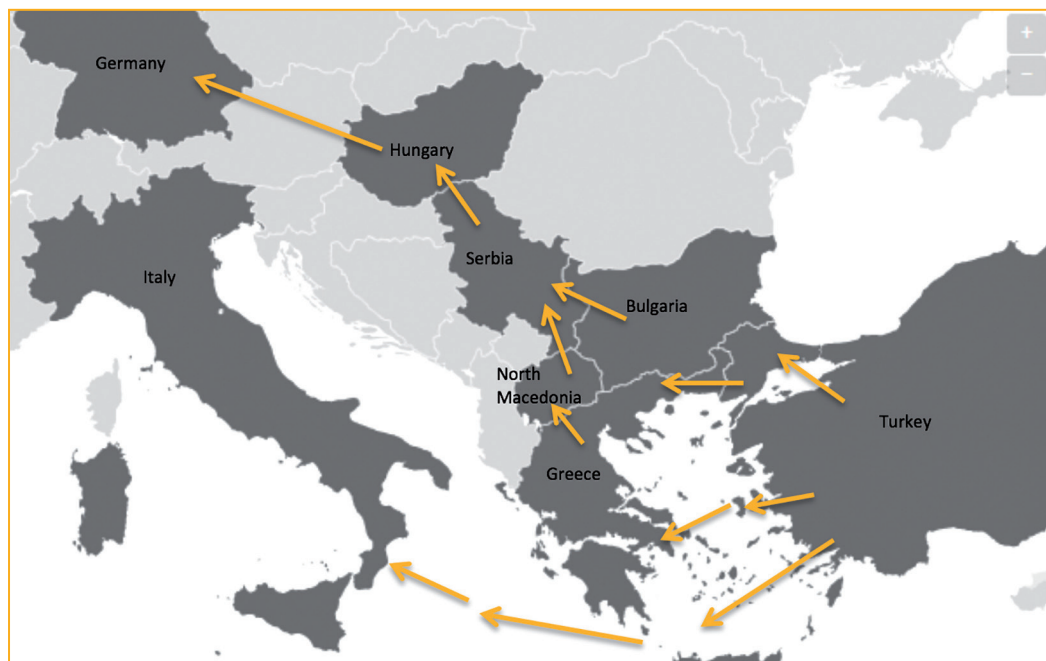 +
−
Germany
Hungary
Serbia
Italy
Bulgaria
North
Macedonia
Turkey
Greece